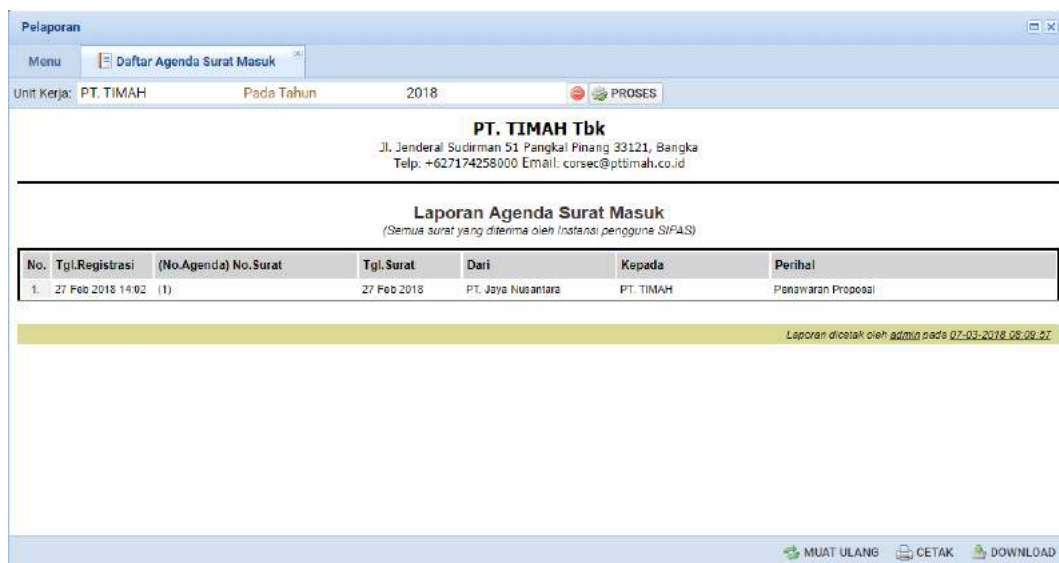 Pelaporan
Menu Daftar Agenda Surat Masuk
Unit Kerja: PT. TIMAH Pada Tahun 2018 PROSES
PT. TIMAH Tbk
Jl. Jenderal Sudirman 51 Pangkal Pinang 33121, Bangka
Telp: +627174258000 Email: corsec@pttimah.co.id
Laporan Agenda Surat Masuk
(Semua surat yang diterima oleh Instansi pengguna SIPAS)
No. Tgl.Registrasi (No.Agenda) No.Surat Tgl.Surat Dari Kepada Perihal
1. 27 Feb 2018 14:02 (1) 27 Feb 2018 PT. Jaya Nusantara PT. TIMAH Penawaran Proposal
Laporan dicetak oleh admin pada 07-03-2018 08:09:57
MUAT ULANG CETAK DOWNLOAD